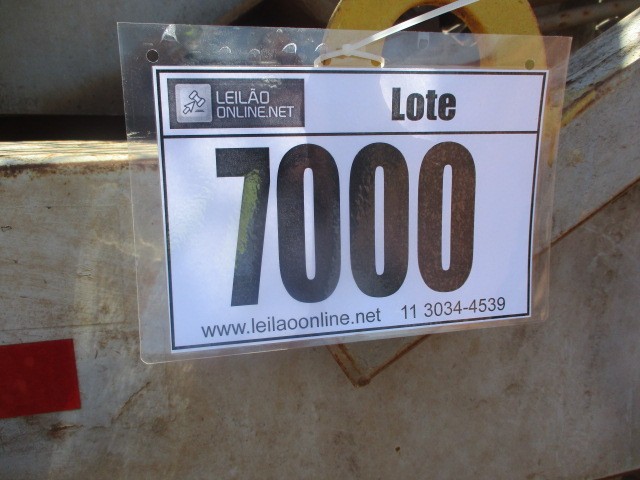 LEILÃO
ONLINE.NET
Lote
7000
www.leilaoonline.net 11 3034-4539